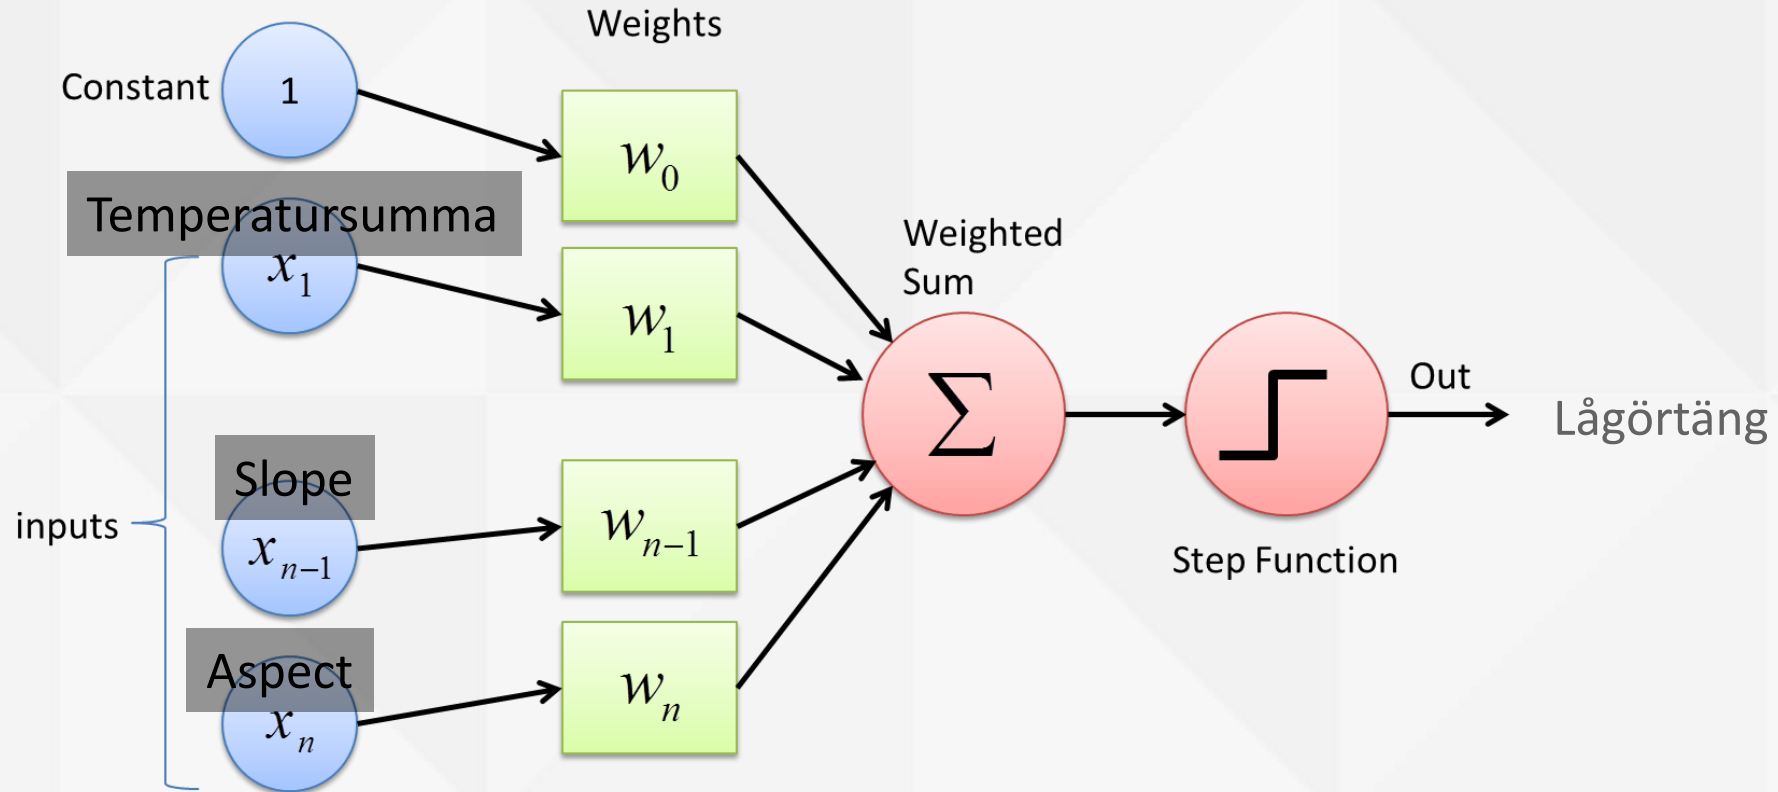 Weights
Constant
1
w0
Temperatursumma
x1
w1
Weighted
Sum
Σ
Out
Lågörtäng
Slope
inputs
xn−1
wn−1
Step Function
Aspect
xn
wn